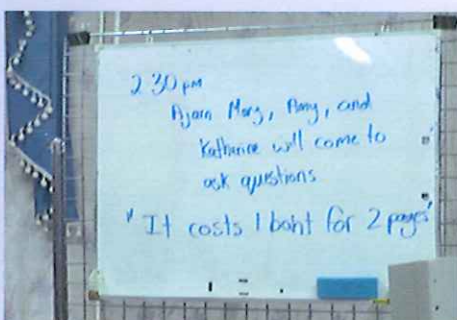 2 30 pm
Ajarn Mary, Amy, and
Katherine will come to
ask questions
" It costs 1 baht for 2 pages"